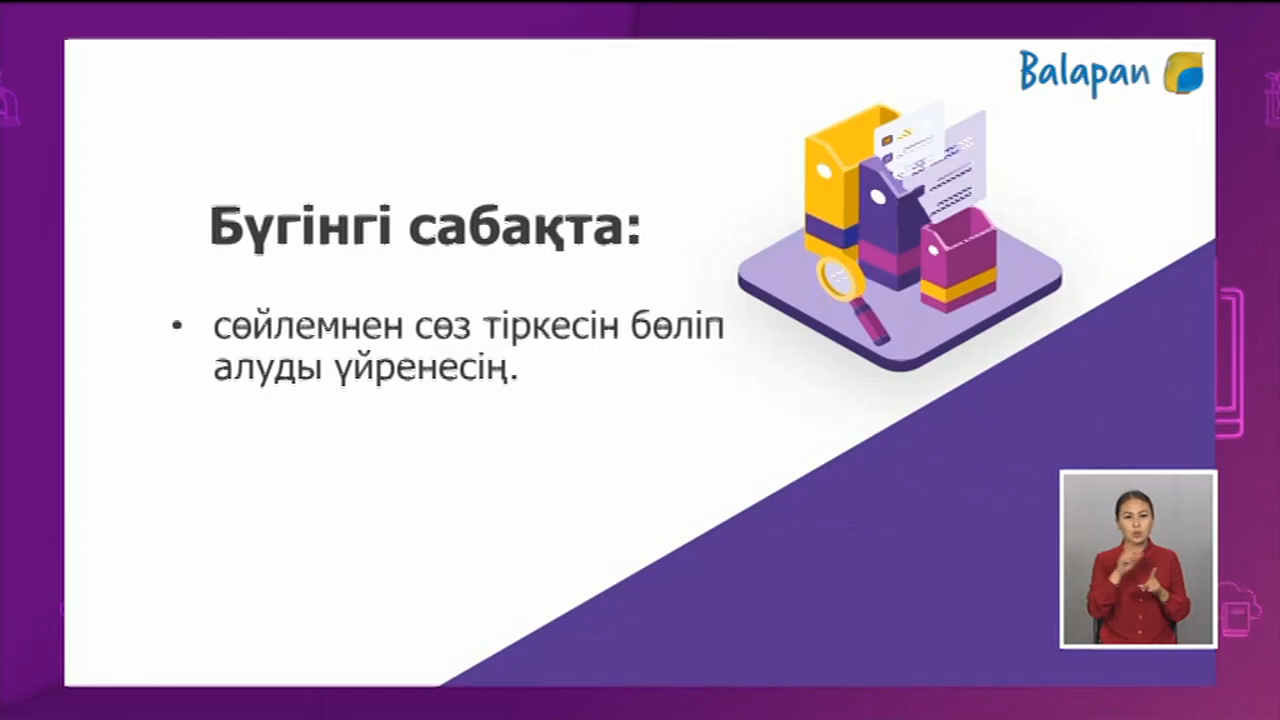 Balapan
Бүгінгі сабақта:
• сөйлемнен сөз тіркесін бөліп
алуды үйренесің.